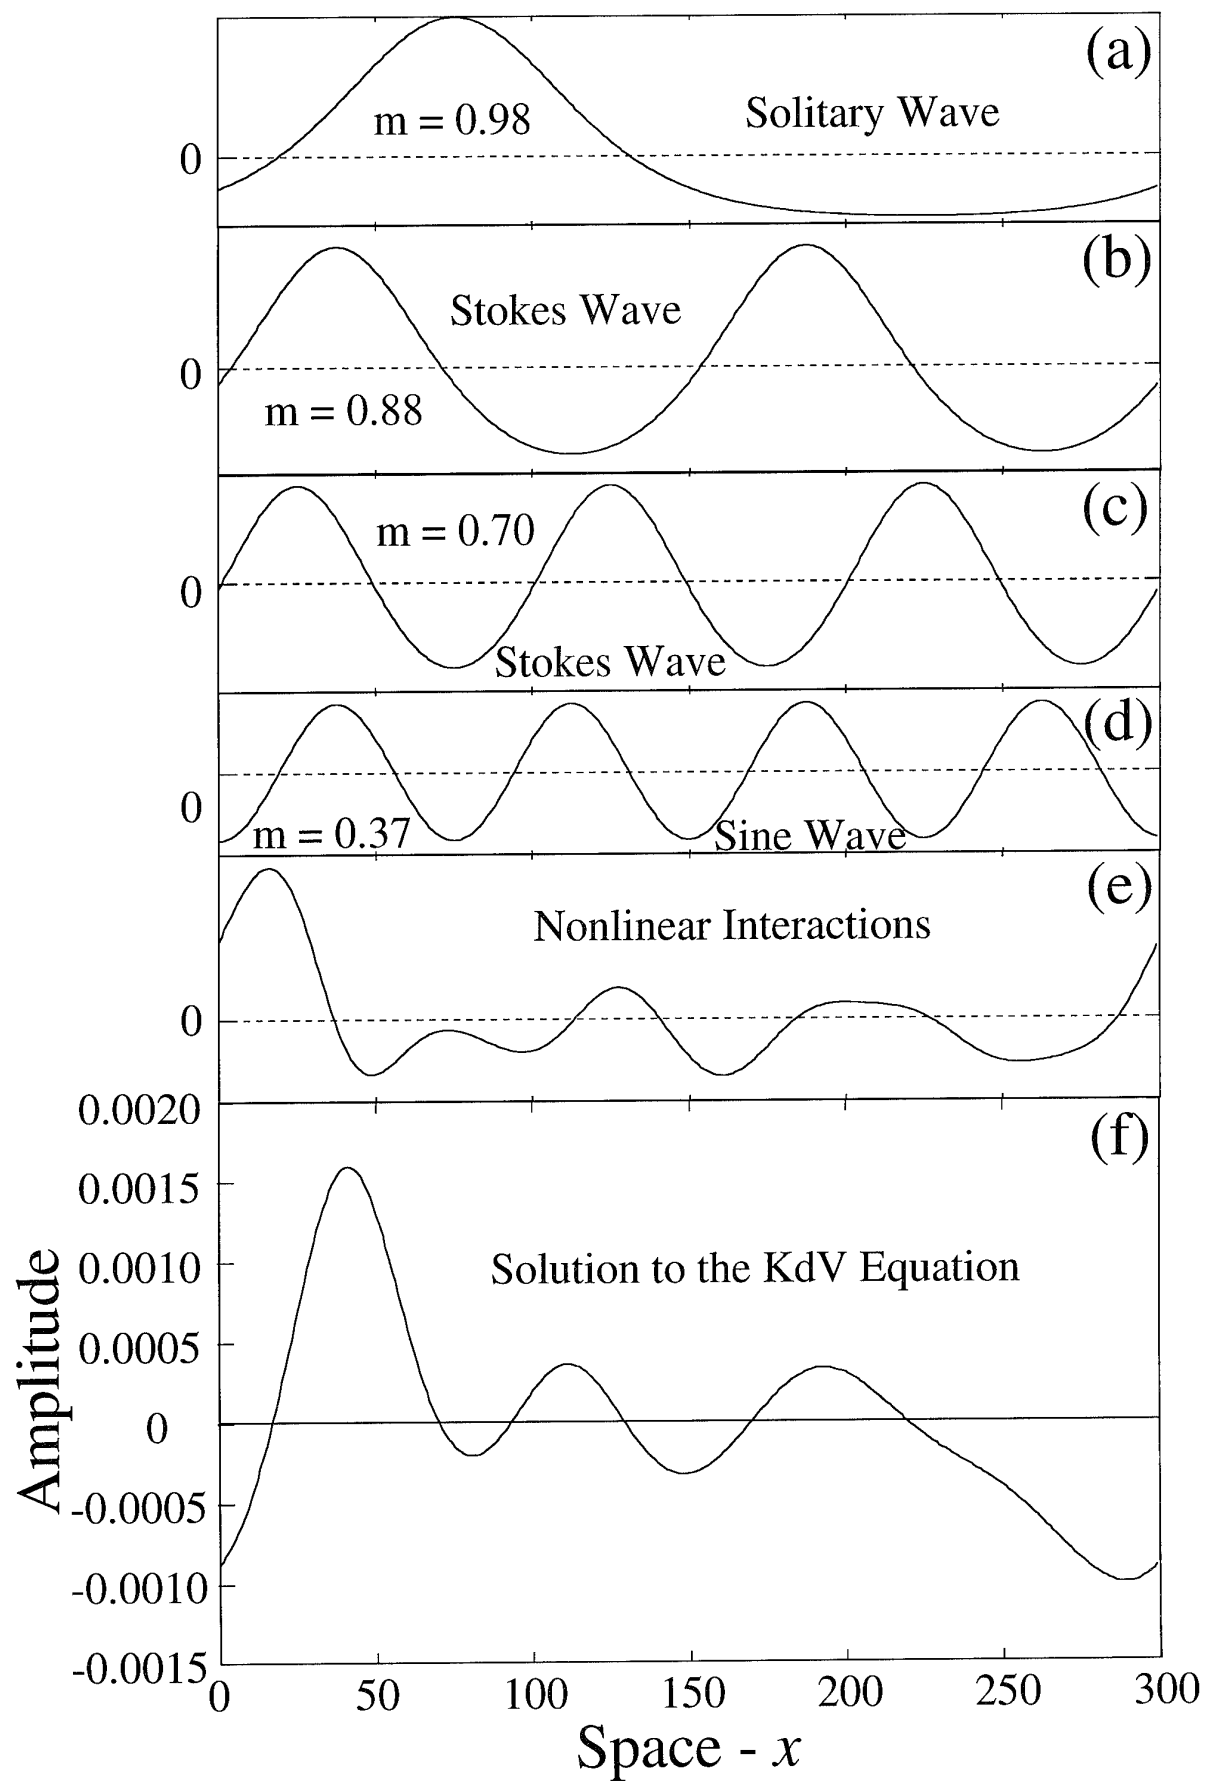 (a)
m = 0.98
Solitary Wave
0
(b)
Stokes Wave
0
m = 0.88
(c)
m = 0.70
0
Stokes Wave
(d)
0
m = 0.37
Sine Wave
(e)
Nonlinear Interactions
0
0.0020
(f)
0.0015
Solution to the KdV Equation
0.0010
0.0005
0
-0.0005
-0.0010
-0.0015
Amplitude
0 50 100 150 200 250 300
Space - x